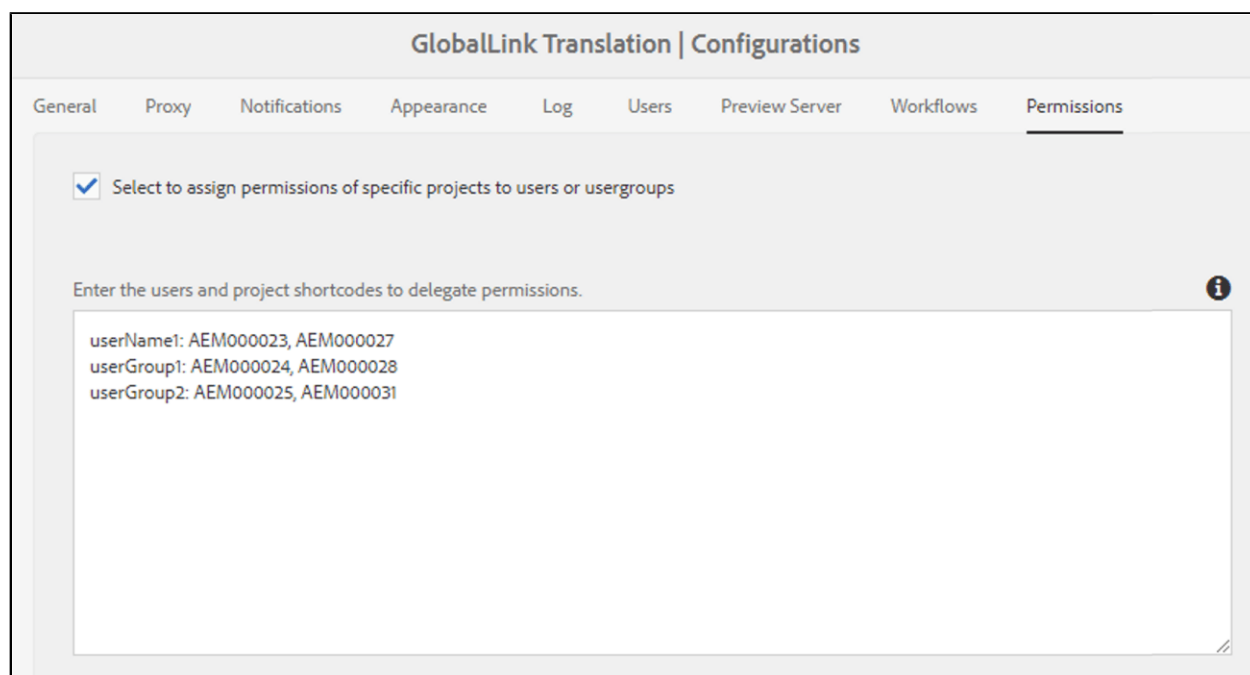 GlobalLink Translation | Configurations
General Proxy Notifications Appearance Log Users Preview Server Workflows Permissions
Select to assign permissions of specific projects to users or usergroups
Enter the users and project shortcodes to delegate permissions.
userName1: AEM000023, AEM000027
userGroup1: AEM000024, AEM000028
userGroup2: AEM000025, AEM000031